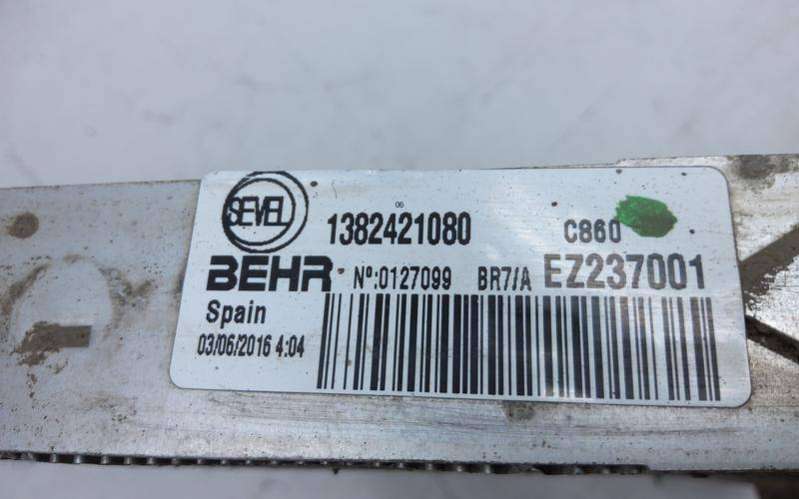 06
SEVEL
1382421080 C860
BEHR Nº:0127099 BR7/A EZ237001
Spain
03/06/2016 4:04